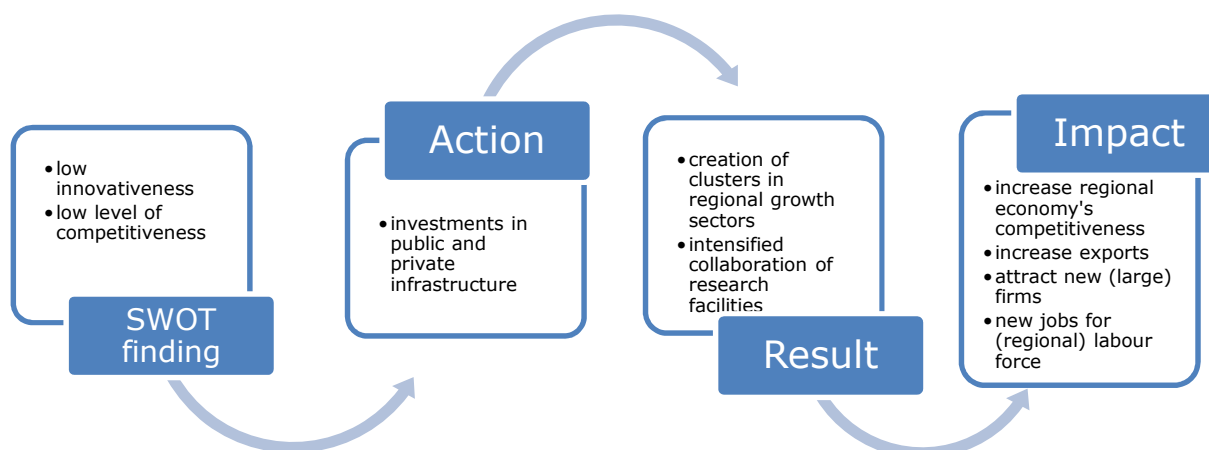 • low
innovativeness
• low level of
competitiveness
SWOT
finding
Action
• investments in
public and
private
infrastructure
• creation of
clusters in
regional growth
sectors
• intensified
collaboration of
research
facilities
Result
Impact
• increase regional
economy's
competitiveness
• increase exports
• attract new (large)
firms
• new jobs for
(regional) labour
force